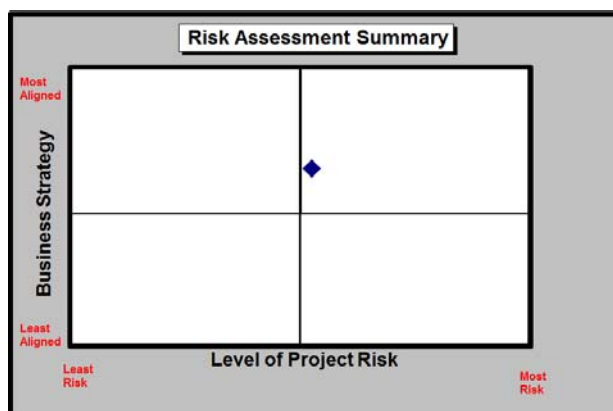 Risk Assessment Summary
Most
Aligned
Business Strategy
Least
Aligned
Level of Project Risk
Least
Risk
Most
Risk